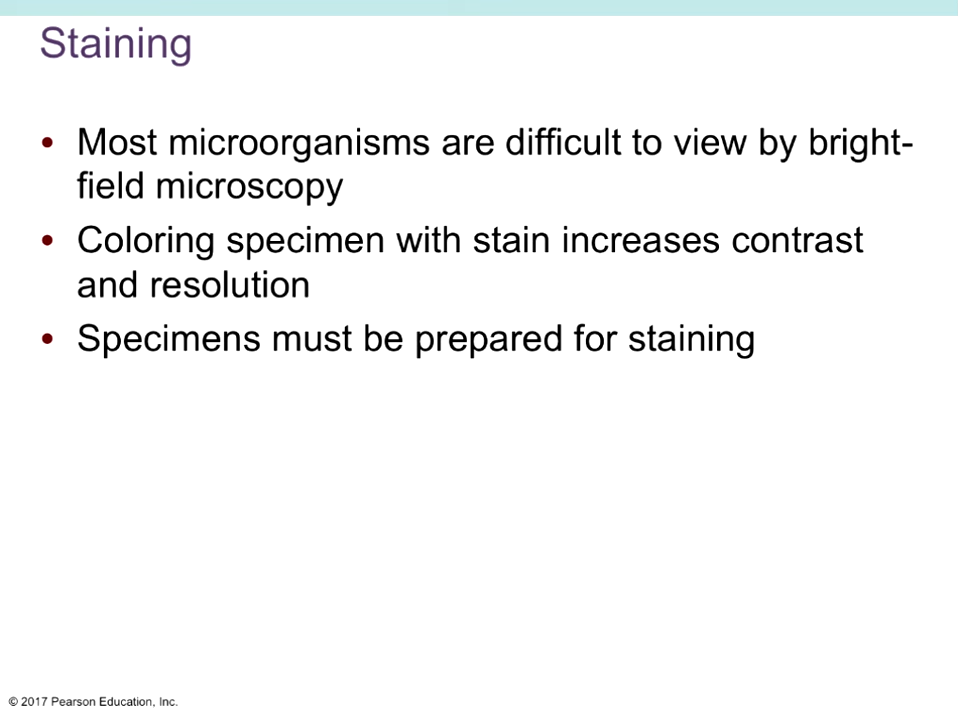 Staining
• Most microorganisms are difficult to view by bright-
field microscopy
• Coloring specimen with stain increases contrast
and resolution
• Specimens must be prepared for staining
© 2017 Pearson Education, Inc.